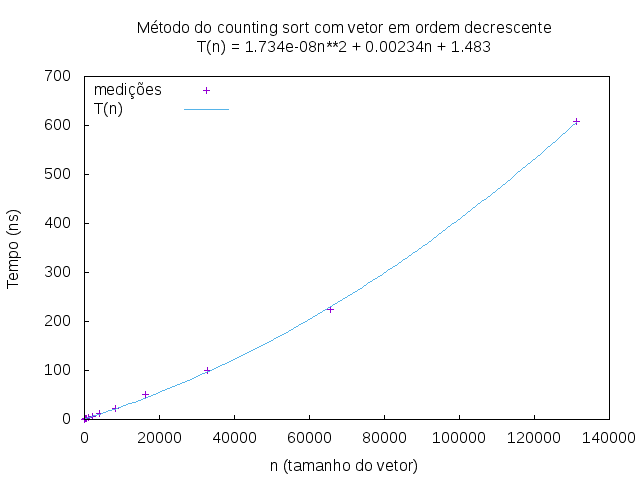 Método do counting sort com vetor em ordem decrescente
T(n) = 1.734e-08n**2 + 0.00234n + 1.483
700
600
500
400
300
200
100
0
medições
T(n)
Tempo (ns)
0 20000 40000 60000 80000 100000 120000 140000
n (tamanho do vetor)